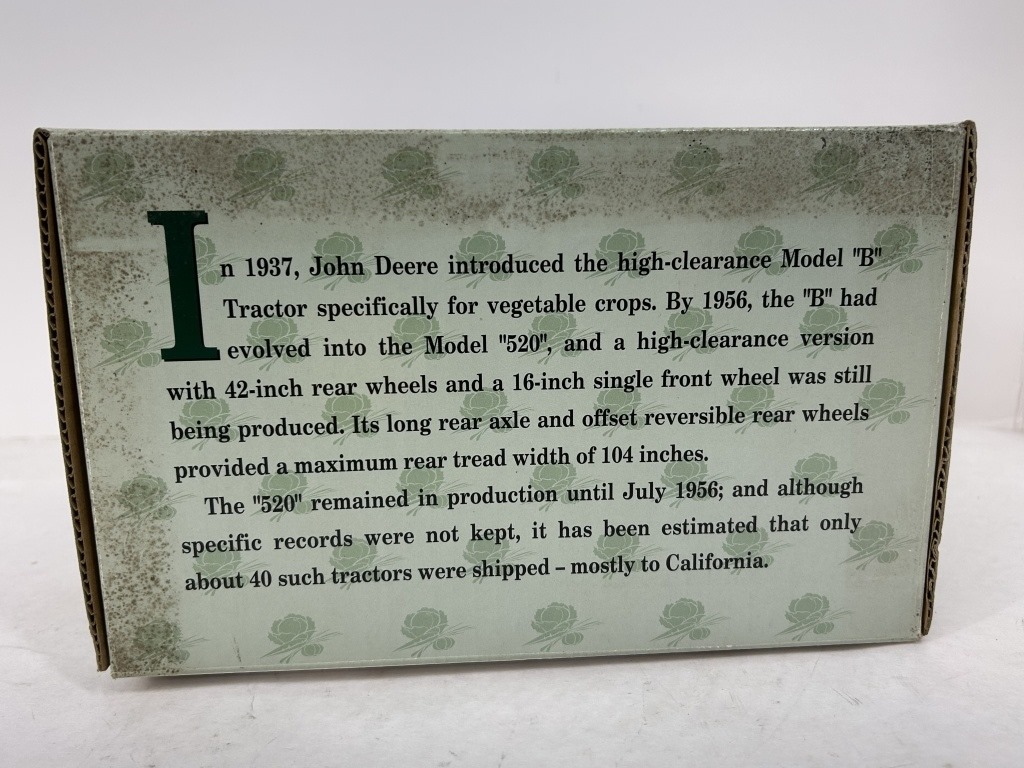 In 1937, John Deere introduced the high-clearance Model "B"
Tractor specifically for vegetable crops. By 1956, the "B" had
evolved into the Model "520", and a high-clearance version
with 42-inch rear wheels and a 16-inch single front wheel was still
being produced. Its long rear axle and offset reversible rear wheels
provided a maximum rear tread width of 104 inches.
The "520" remained in production until July 1956; and although
specific records were not kept, it has been estimated that only
about 40 such tractors were shipped – mostly to California.